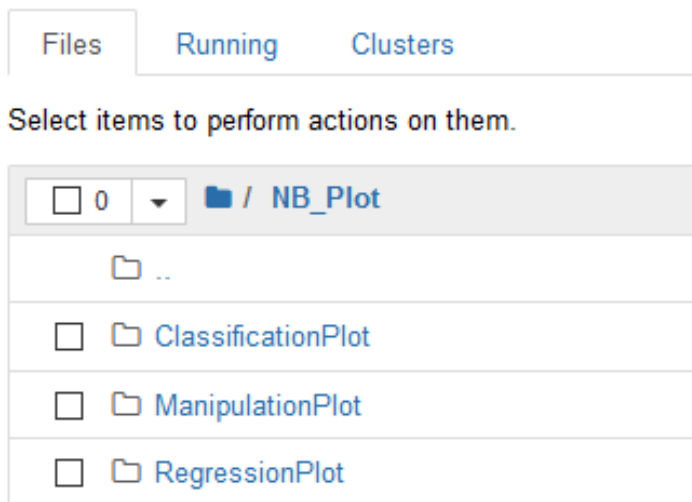 Files Running Clusters
Select items to perform actions on them.
0 / NB_Plot
..
ClassificationPlot
ManipulationPlot
RegressionPlot